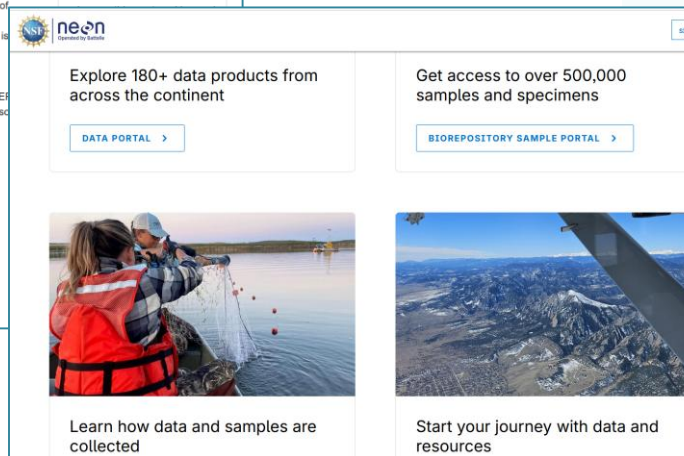 of
is
NSF
neon
Operated by Battelle
Explore 180+ data products from
across the continent
DATA PORTAL >
Get access to over 500,000
samples and specimens
BIOREPOSITORY SAMPLE PORTAL >
Learn how data and samples are
collected
Start your journey with data and
resources